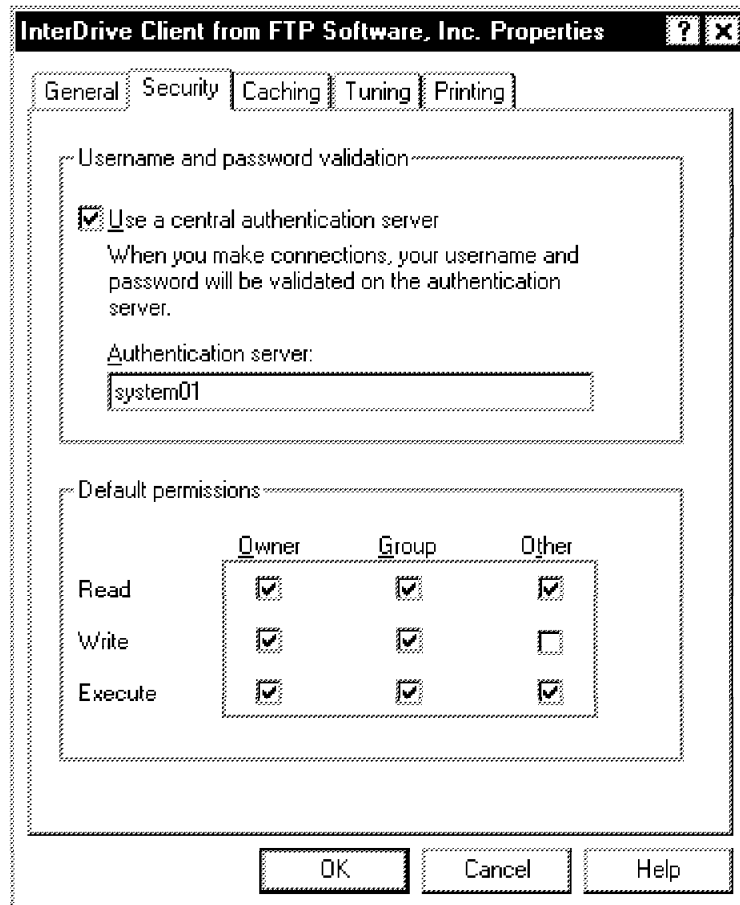 InterDrive Client from FTP Software, Inc. Properties
General Security Caching Tuning Printing
Username and password validation
Use a central authentication server
When you make connections, your username and
password will be validated on the authentication
server.
Authentication server:
system01
Default permissions
Owner Group Other
Read
Write
Execute
OK Cancel Help